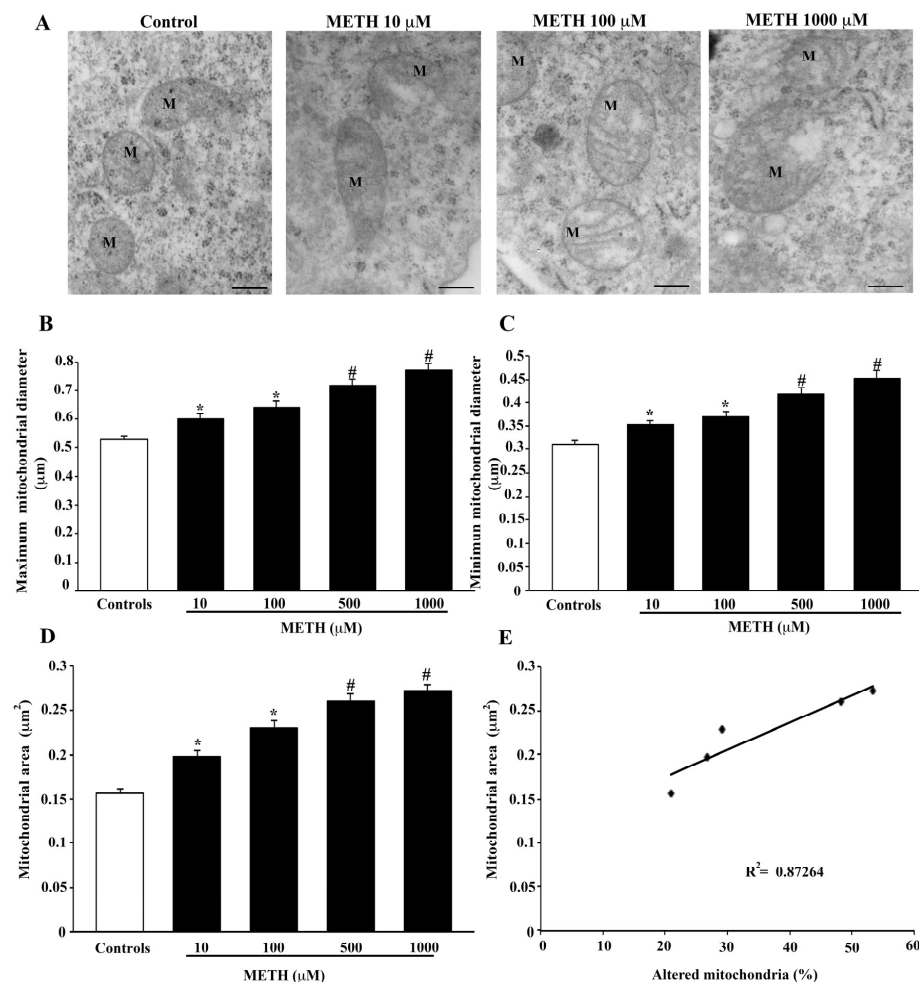 A
Control
METH 10 μM
METH 100 μM
METH 1000 μM
M
M
M
M
M
M
M
M
M
M
B
Maximum mitochondrial diameter
(μm)
0.8
0.7
0.6
0.5
0.4
0.3
0.2
0.1
0
*
*
#
#
Controls
10
100
500
1000
METH (μM)
C
Minimun mitochondrial diameter
(μm)
0.5
0.45
0.4
0.35
0.3
0.25
0.2
0.15
0.1
0.05
0
*
*
#
#
Controls
10
100
500
1000
METH (μM)
D
Mitochondrial area (μm²)
0.3
0.25
0.2
0.15
0.1
0.05
0
*
*
#
#
Controls
10
100
500
1000
METH (μM)
E
Mitochondrial area (μm²)
0.3
0.25
0.2
0.15
0.1
0.05
0
R²= 0.87264
0 10 20 30 40 50 60
Altered mitochondria (%)